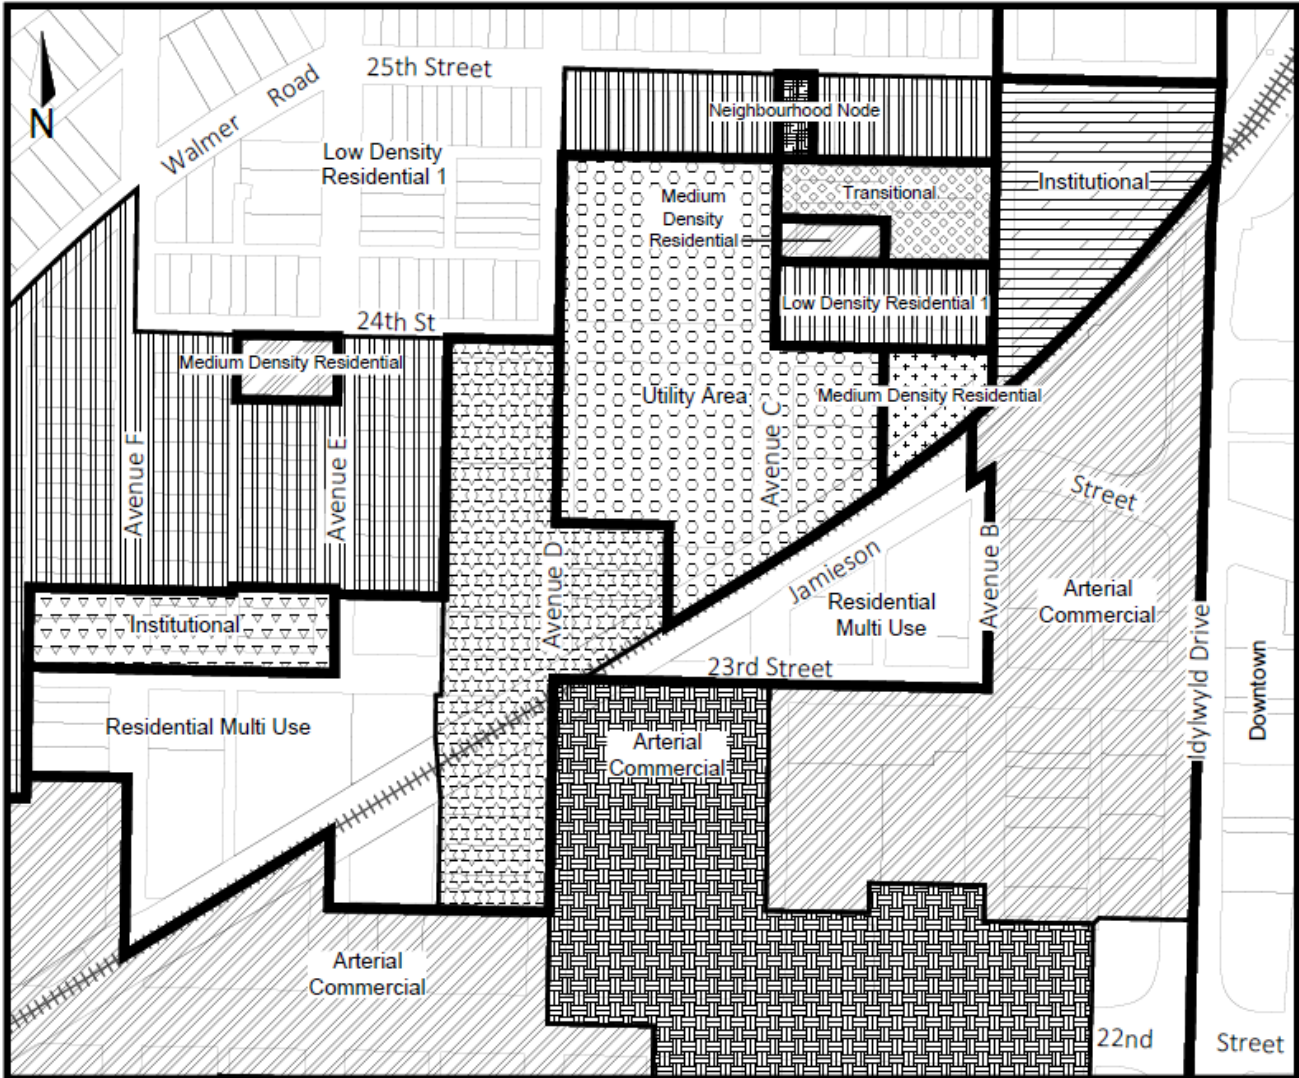 25th Street
Walmer Road
N
Neighbourhood Node
Low Density
Residential 1
Institutional
Transitional
Medium
Density
Residential
Low Density Residential 1
24th St
Medium Density Residential
Utility Area
Medium Density Residential
Avenue C
Avenue F
Avenue E
Street
Avenue D
Jamieson
Avenue B
Arterial
Commercial
Residential
Multi Use
Institutional
Idylwyld Drive
Downtown
23rd Street
Residential Multi Use
Arterial
Commercial
Arterial
Commercial
22nd Street